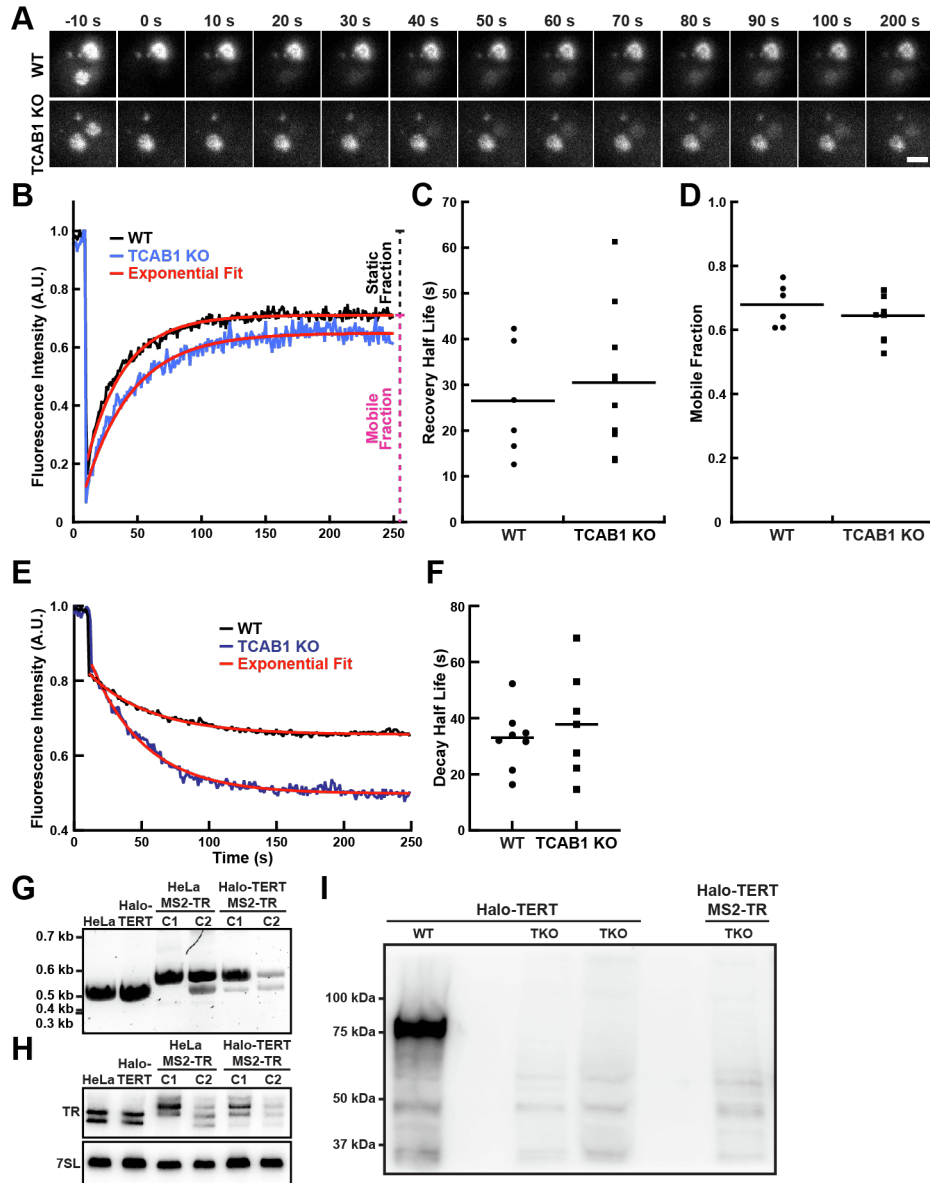 A
-10 s 0 s 10 s 20 s 30 s 40 s 50 s 60 s 70 s 80 s 90 s 100 s 200 s
WT
TCAB1 KO
B
Fluorescence Intensity (A.U.)
1.0
0.8
0.6
0.4
0.2
0
WT
TCAB1 KO
Exponential Fit
Static
Fraction
Mobile
Fraction
0 50 100 150 200 250
C
Recovery Half Life (s)
70
60
50
40
30
20
10
0
WT TCAB1 KO
D
Mobile Fraction
1.0
0.8
0.6
0.4
0.2
0
WT TCAB1 KO
E
Fluorescence Intensity (A.U.)
1.0
0.8
0.6
0.4
WT
TCAB1 KO
Exponential Fit
0 50 100 150 200 250
Time (s)
F
Decay Half Life (s)
80
60
40
20
0
WT TCAB1 KO
G
HeLa
Halo-
TERT
HeLa
MS2-TR
Halo-TERT
MS2-TR
C1 C2 C1 C2
0.7 kb
0.6 kb
0.5 kb
0.4 kb
0.3 kb
H
HeLa
Halo-
TERT
HeLa
MS2-TR
Halo-TERT
MS2-TR
C1 C2 C1 C2
TR
7SL
I
Halo-TERT
Halo-TERT
MS2-TR
WT TKO TKO TKO
100 kDa
75 kDa
50 kDa
37 kDa